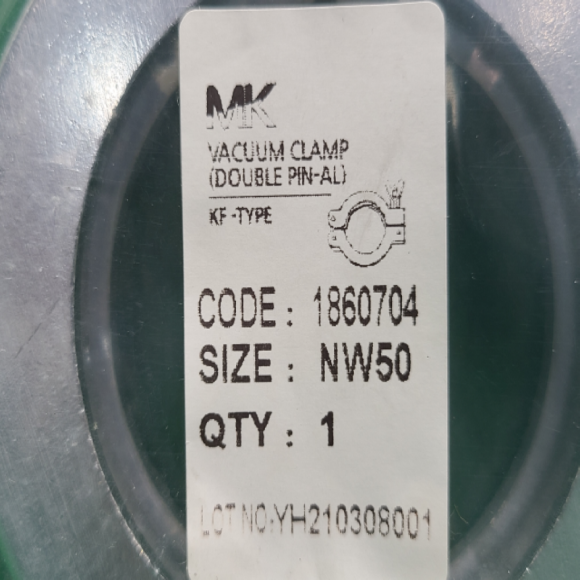 MK
VACUUM CLAMP
(DOUBLE PIN-AL)
KF-TYPE
CODE : 1860704
SIZE : NW50
QTY : 1
LOT NO:YH210308001